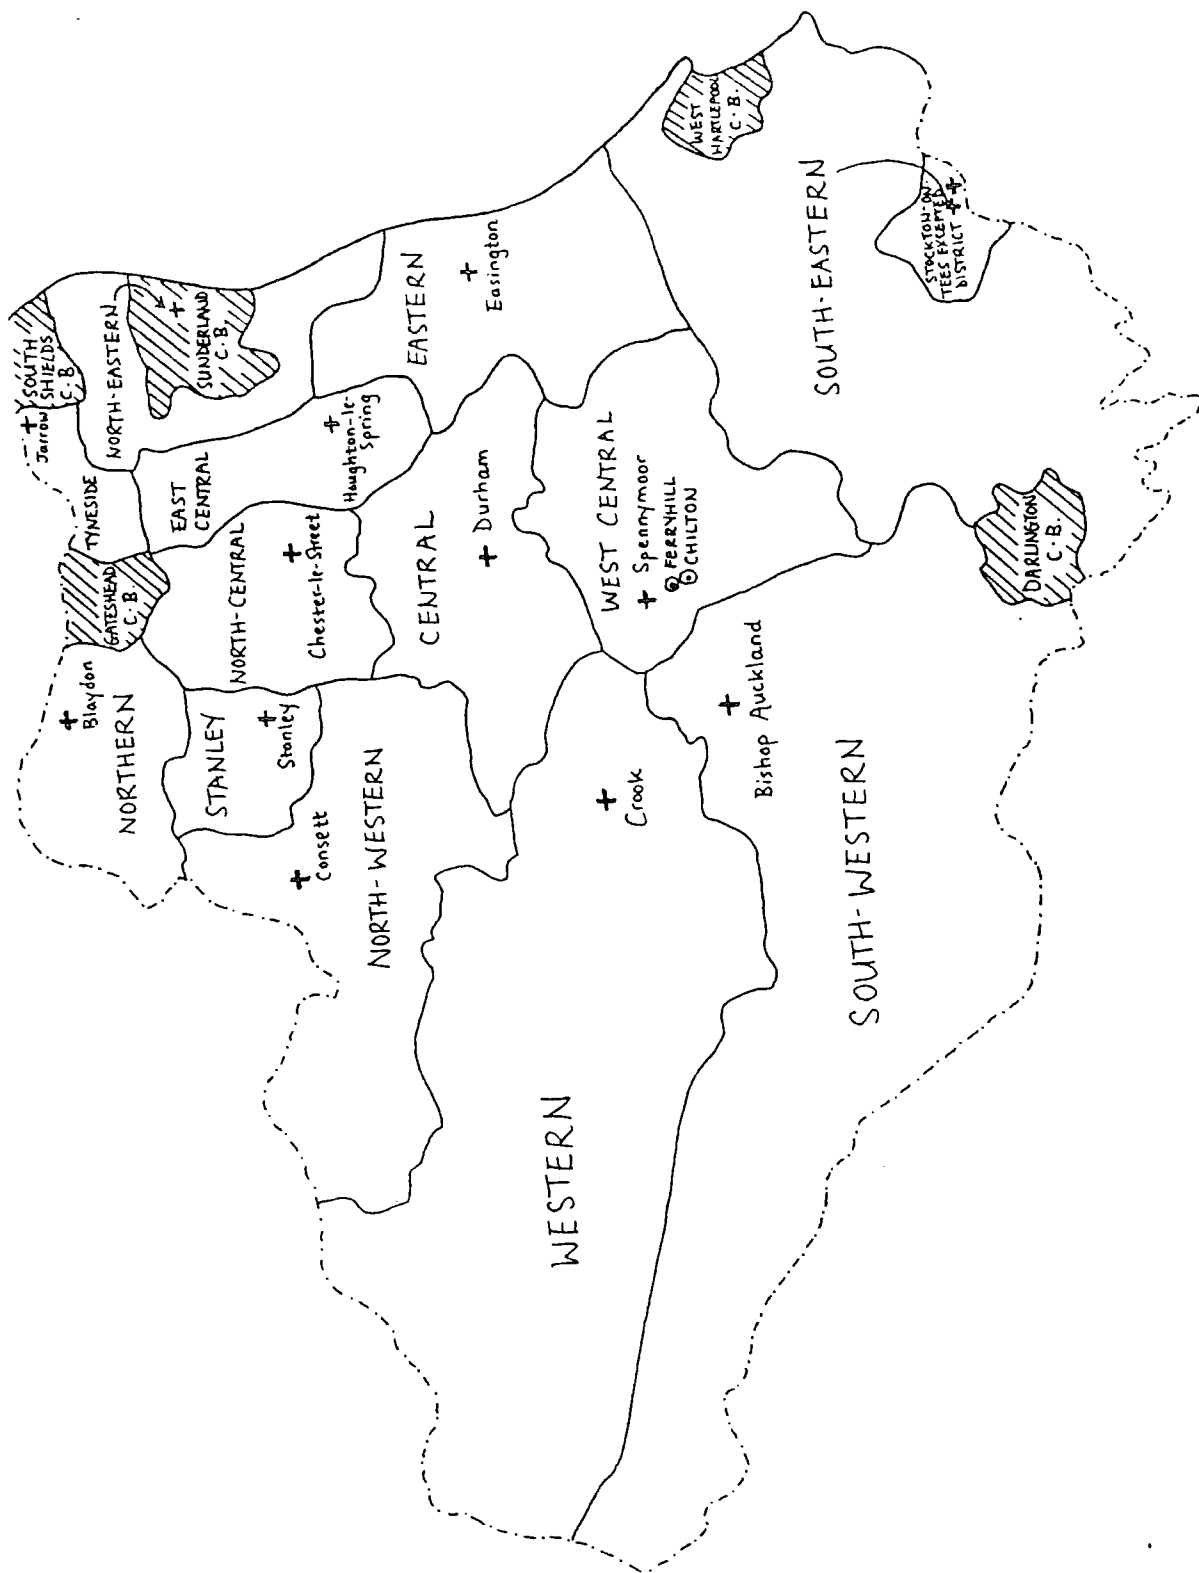 Jarrow
SOUTH
SHIELDS
C.B.
TYNESIDE
NORTH-EASTERN
GATESHEAD
C.B.
SUNDERLAND
C.B.
Blaydon
NORTHERN
EAST
CENTRAL
NORTH-CENTRAL
STANLEY
Stanley
Houghton-le-
Spring
Chester-le-Street
Consett
NORTH-WESTERN
EASTERN
Easington
CENTRAL
Durham
WEST
HARTLEPOOL
C.B.
WEST CENTRAL
Spennymoor
FERRYHILL
CHILTON
Crook
WESTERN
Bishop Auckland
SOUTH-EASTERN
SOUTH-WESTERN
STOCKTON-ON
TEES EXCEPTED
DISTRICT
DARLINGTON
C.B.